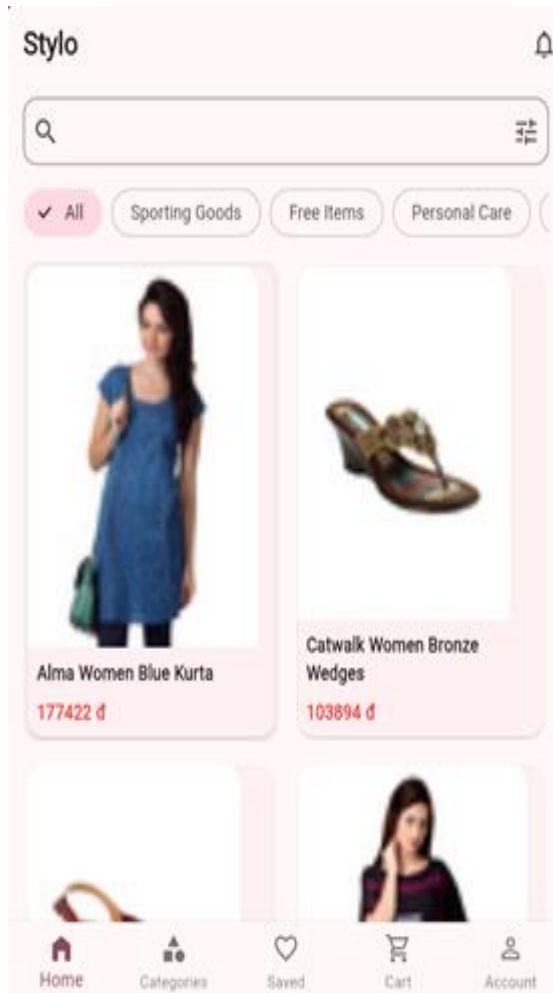 Stylo
All
Sporting Goods
Free Items
Personal Care
Alma Women Blue Kurta
177422 đ
Catwalk Women Bronze
Wedges
103894 đ
Home
Categories
Saved
Cart
Account